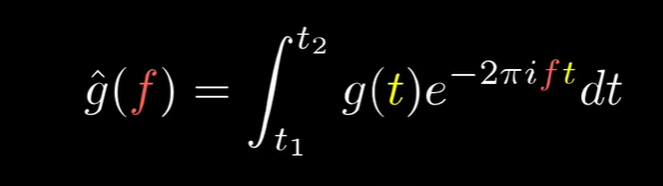 ĝ(f) = ∫_{t₁}^{t₂} g(t)e^{−2πift} dt